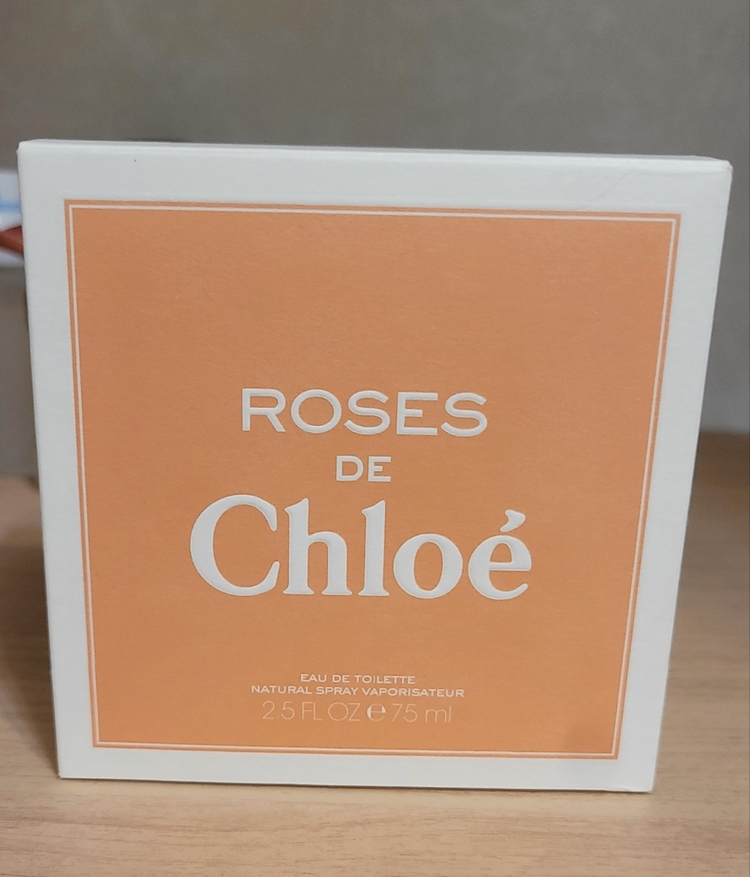 ROSES
DE
Chloé
EAU DE TOILETTE
NATURAL SPRAY VAPORISATEUR
2 5 FL OZ e 75 ml